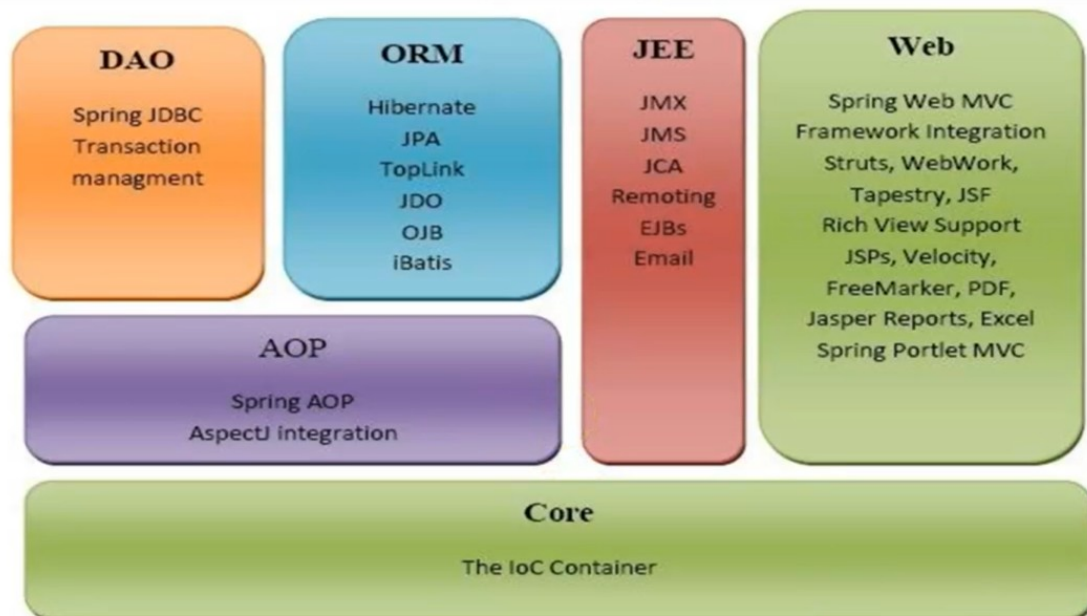 DAO
Spring JDBC
Transaction
managment
ORM
Hibernate
JPA
TopLink
JDO
OJB
iBatis
JEE
JMX
JMS
JCA
Remoting
EJBs
Email
Web
Spring Web MVC
Framework Integration
Struts, WebWork,
Tapestry, JSF
Rich View Support
JSPs, Velocity,
FreeMarker, PDF,
Jasper Reports, Excel
Spring Portlet MVC
AOP
Spring AOP
AspectJ integration
Core
The IoC Container